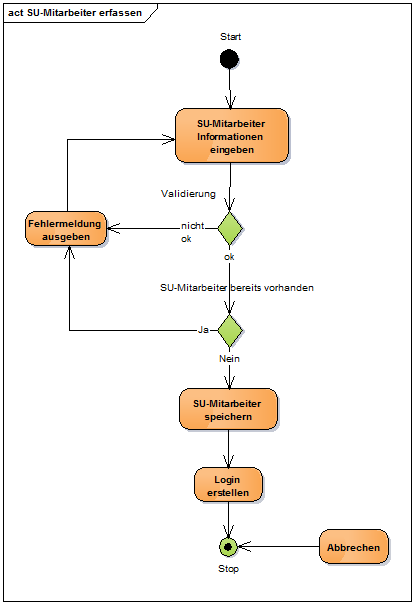 act SU-Mitarbeiter erfassen
Start
SU-Mitarbeiter
Informationen
eingeben
Validierung
Fehlermeldung
ausgeben
nicht
ok
ok
SU-Mitarbeiter bereits vorhanden
Ja
Nein
SU-Mitarbeiter
speichern
Login
erstellen
Abbrechen
Stop